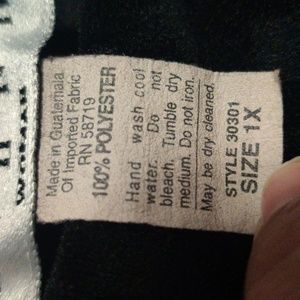 Made in Guatemala
Of Imported Fabric
RN 58719
100% POLYESTER
Hand wash cool
water. Do not
bleach. Tumble dry
medium. Do not iron.
May be dry cleaned.
STYLE 30301
SIZE 1X